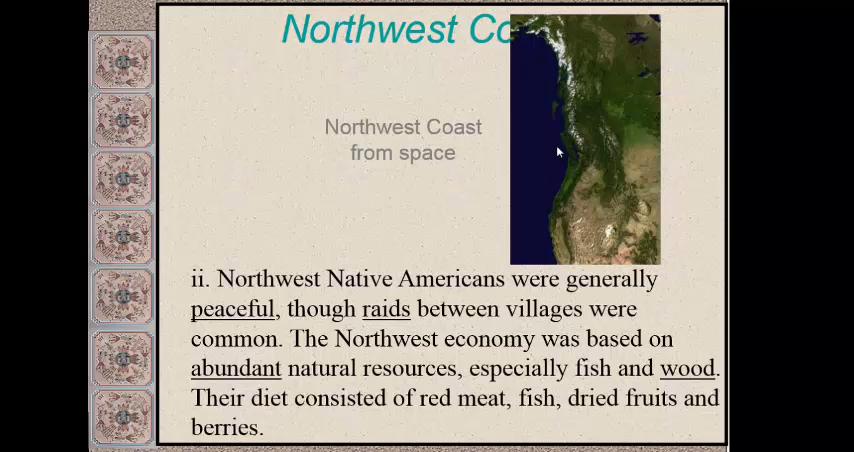 Northwest Co
Northwest Coast
from space
ii. Northwest Native Americans were generally
peaceful, though raids between villages were
common. The Northwest economy was based on
abundant natural resources, especially fish and wood.
Their diet consisted of red meat, fish, dried fruits and
berries.